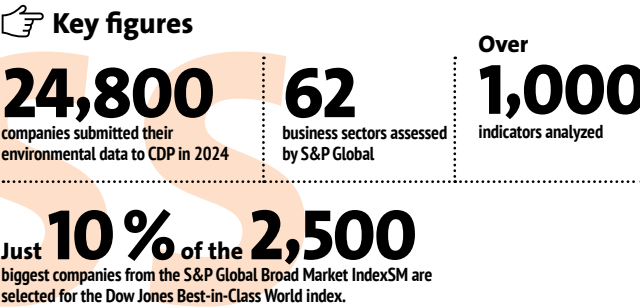 Key figures
24,800
companies submitted their
environmental data to CDP in 2024
62
business sectors assessed
by S&P Global
Over
1,000
indicators analyzed
Just 10 % of the 2,500
biggest companies from the S&P Global Broad Market IndexSM are
selected for the Dow Jones Best-in-Class World index.